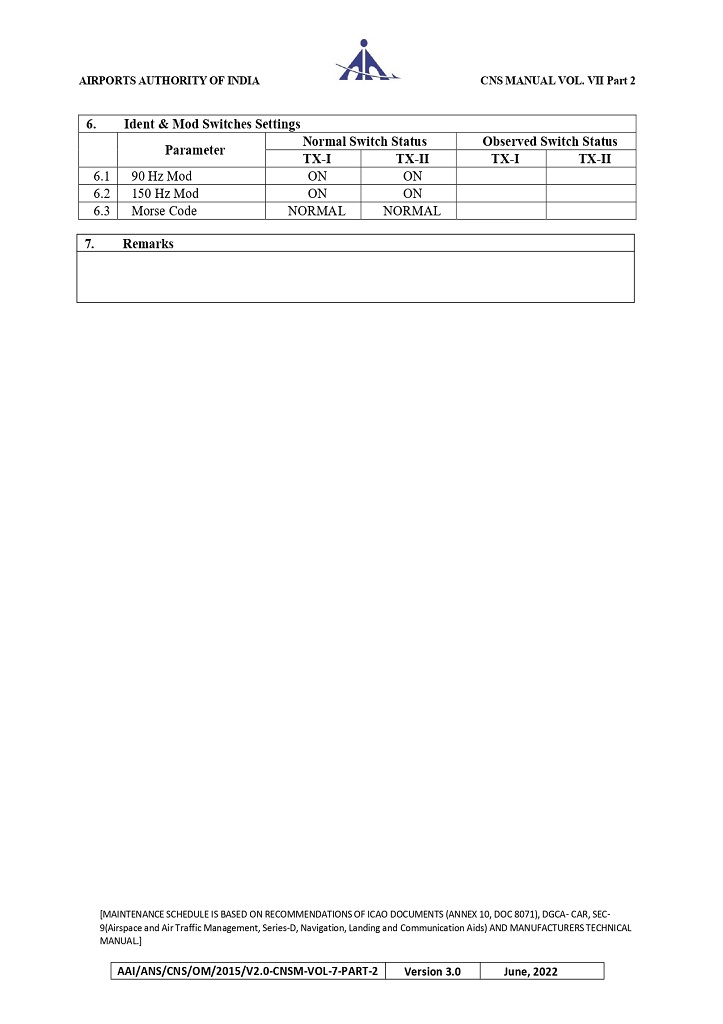 AIRPORTS AUTHORITY OF INDIA CNS MANUAL VOL. VII Part 2
6. Ident & Mod Switches Settings
Parameter Normal Switch Status Observed Switch Status
TX-I TX-II TX-I TX-II
6.1 90 Hz Mod ON ON
6.2 150 Hz Mod ON ON
6.3 Morse Code NORMAL NORMAL
7. Remarks
[MAINTENANCE SCHEDULE IS BASED ON RECOMMENDATIONS OF ICAO DOCUMENTS (ANNEX 10, DOC 8071), DGCA- CAR, SEC-
9(Airspace and Air Traffic Management, Series-D, Navigation, Landing and Communication Aids) AND MANUFACTURERS TECHNICAL
MANUAL.]
AAI/ANS/CNS/OM/2015/V2.0-CNSM-VOL-7-PART-2 Version 3.0 June, 2022